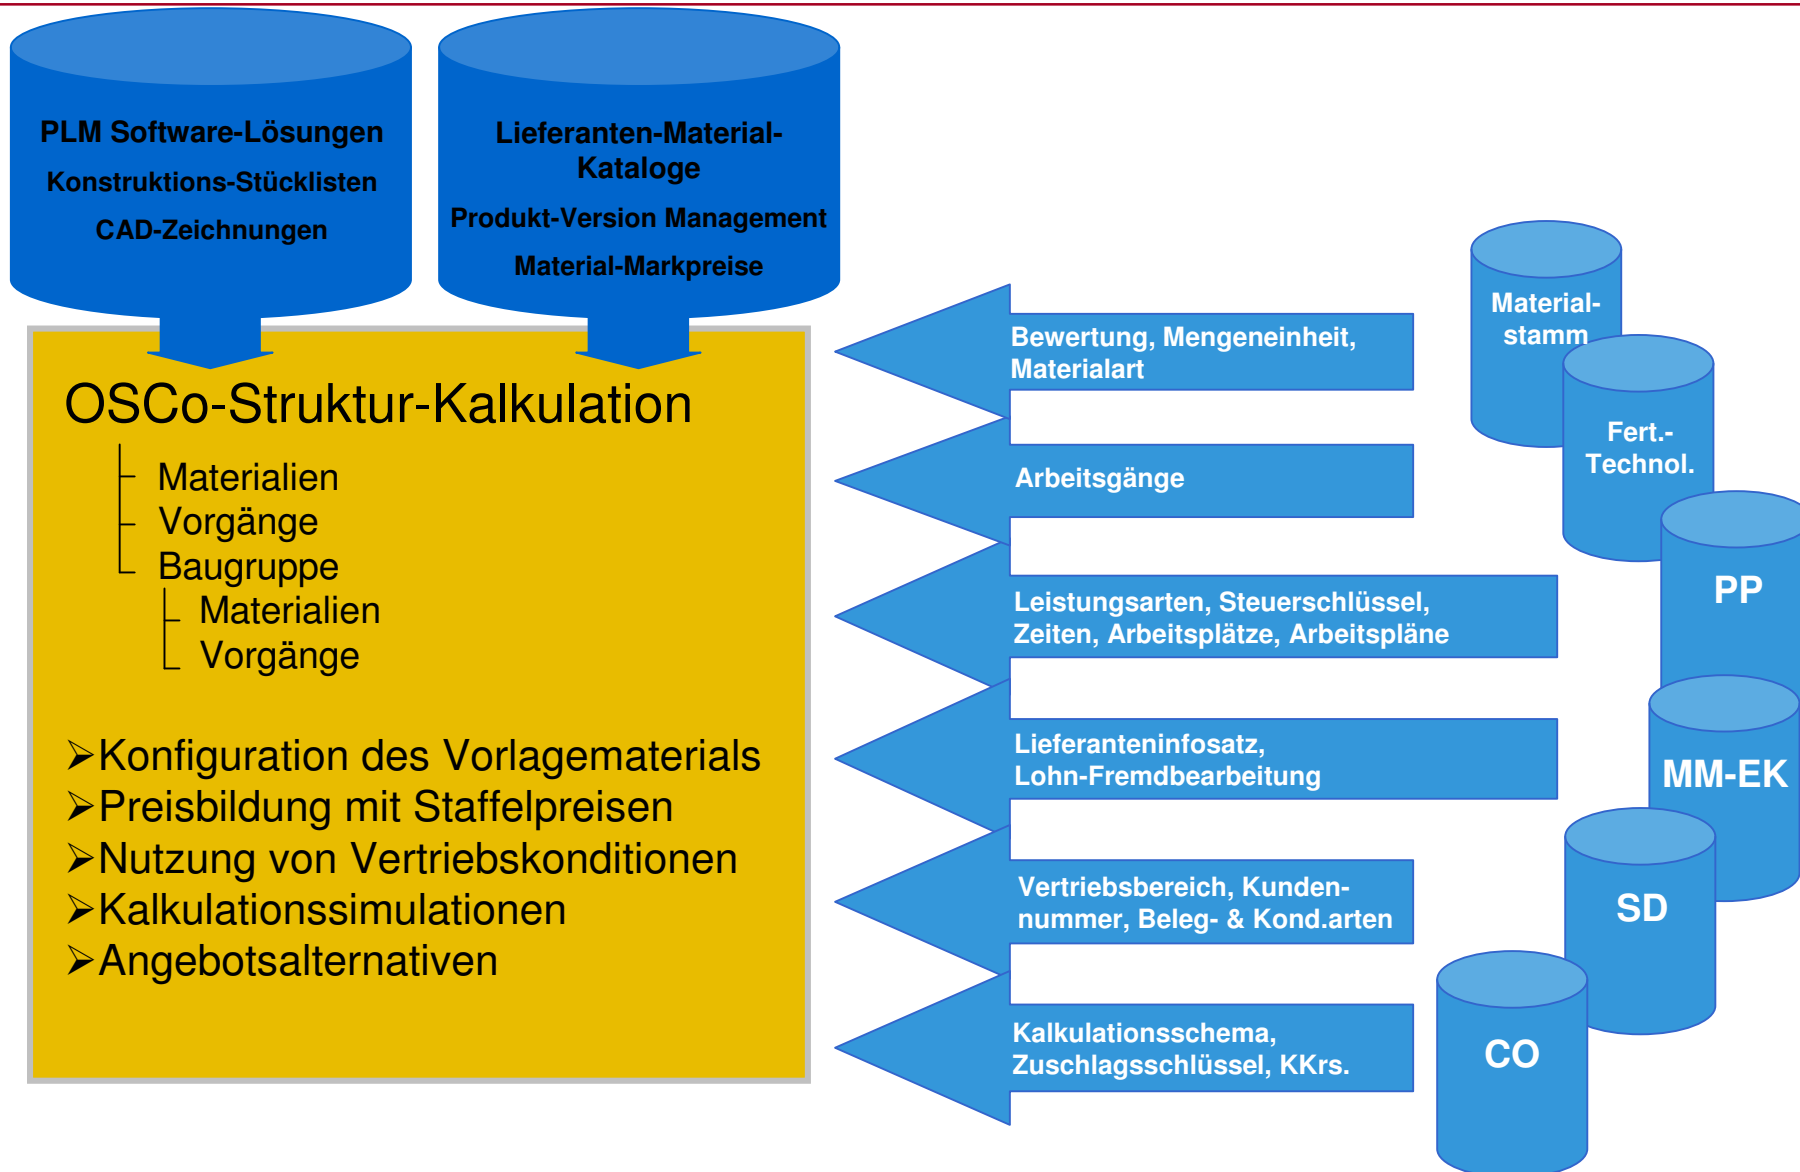 PLM Software-Lösungen
Konstruktions-Stücklisten
CAD-Zeichnungen
Lieferanten-Material-
Kataloge
Produkt-Version Management
Material-Markpreise
OSCo-Struktur-Kalkulation
Materialien
Vorgänge
Baugruppe
Materialien
Vorgänge
➢Konfiguration des Vorlagematerials
➢Preisbildung mit Staffelpreisen
➢Nutzung von Vertriebskonditionen
➢Kalkulationssimulationen
➢Angebotsalternativen
Bewertung, Mengeneinheit,
Materialart
Arbeitsgänge
Leistungsarten, Steuerschlüssel,
Zeiten, Arbeitsplätze, Arbeitspläne
Lieferanteninfosatz,
Lohn-Fremdbearbeitung
Vertriebsbereich, Kunden-
nummer, Beleg- & Kond.arten
Kalkulationsschema,
Zuschlagsschlüssel, KKrs.
Material-
stamm
Fert.-
Technol.
PP
MM-EK
SD
CO